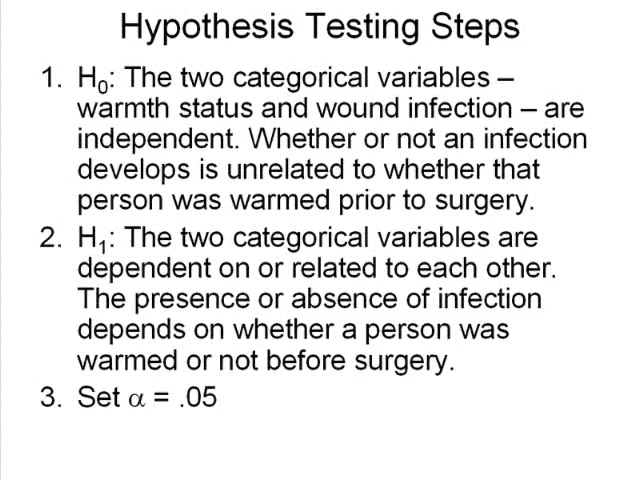 Hypothesis Testing Steps
1. H₀: The two categorical variables –
warmth status and wound infection – are
independent. Whether or not an infection
develops is unrelated to whether that
person was warmed prior to surgery.
2. H₁: The two categorical variables are
dependent on or related to each other.
The presence or absence of infection
depends on whether a person was
warmed or not before surgery.
3. Set α = .05